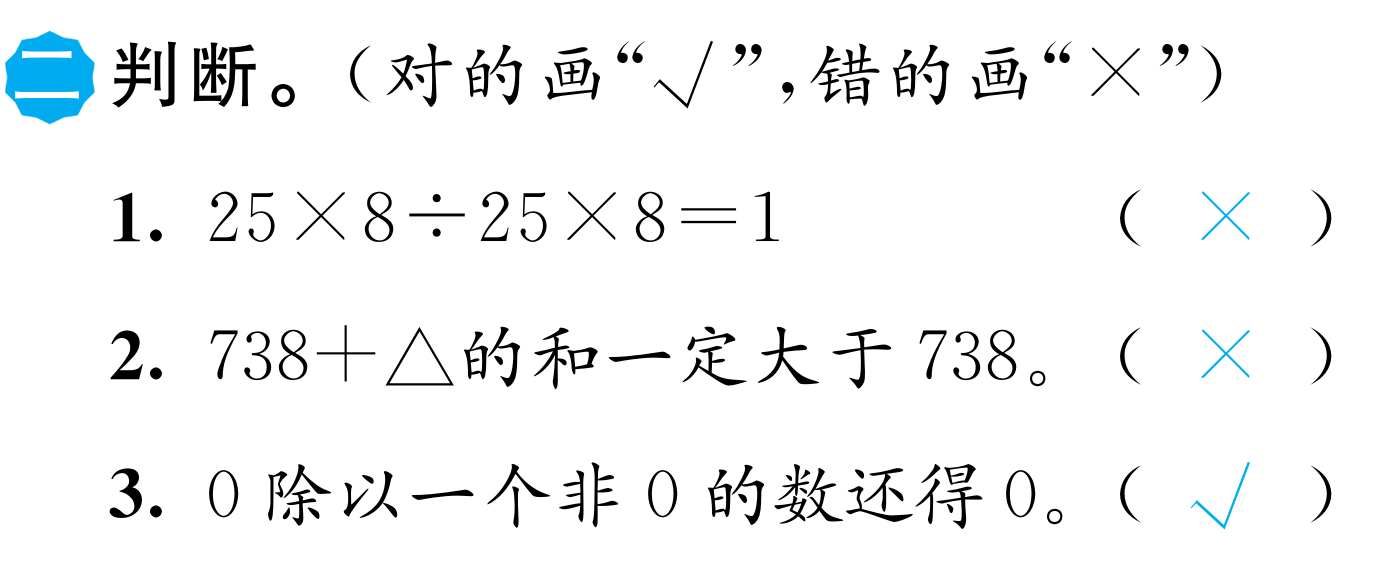 二 判断。(对的画“√”,错的画“×”)
1. 25×8÷25×8=1 ( × )
2. 738+△的和一定大于 738。( × )
3. 0 除以一个非 0 的数还得 0。( √ )